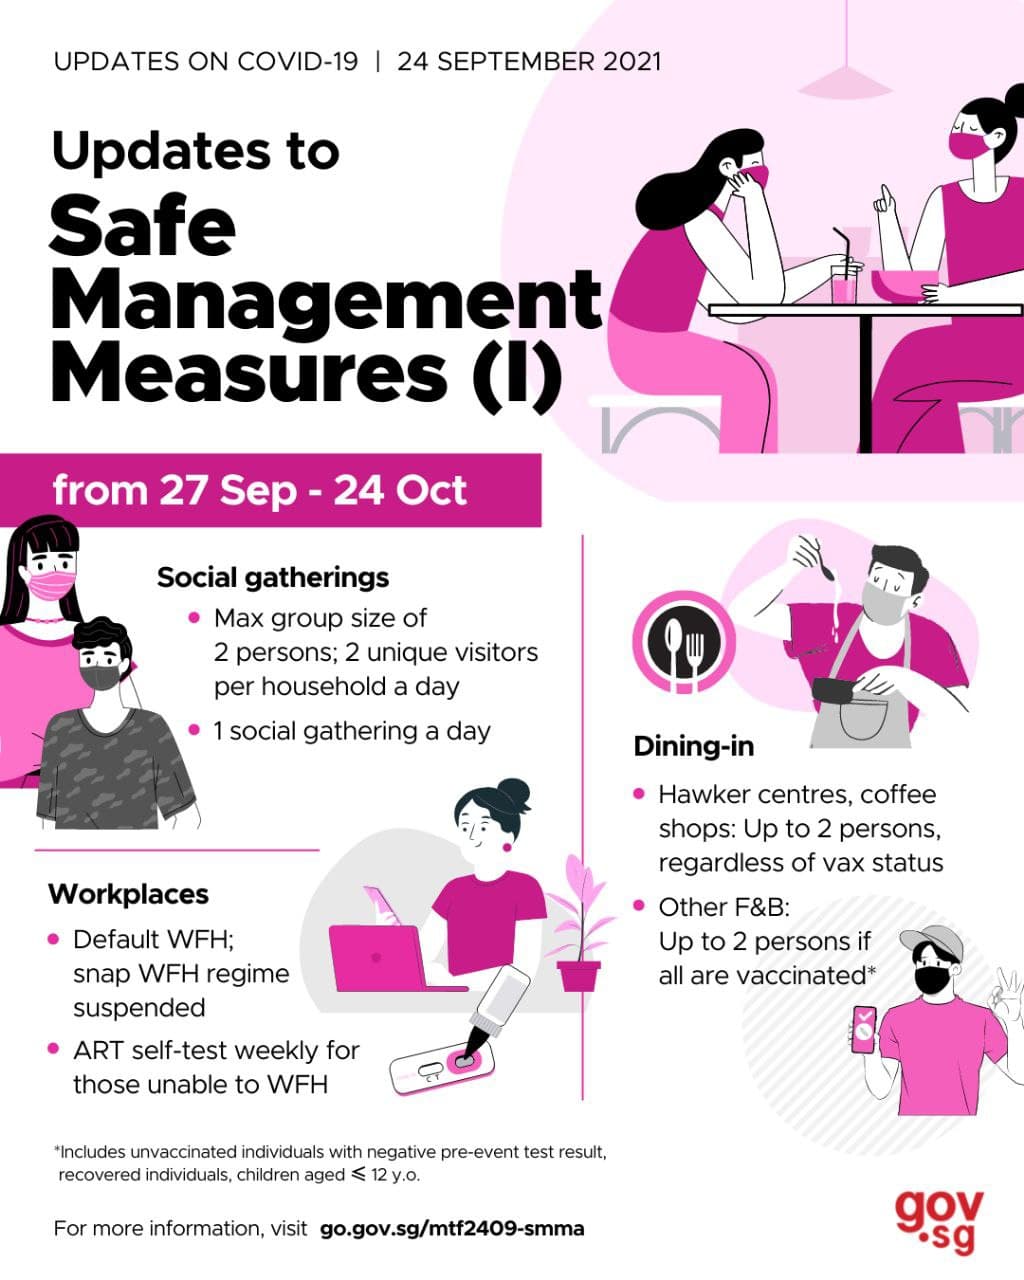 UPDATES ON COVID-19 | 24 SEPTEMBER 2021
Updates to
Safe
Management
Measures (I)
from 27 Sep - 24 Oct
Social gatherings
• Max group size of
2 persons; 2 unique visitors
per household a day
• 1 social gathering a day
Workplaces
• Default WFH;
snap WFH regime
suspended
• ART self-test weekly for
those unable to WFH
C T
Dining-in
• Hawker centres, coffee
shops: Up to 2 persons,
regardless of vax status
• Other F&B:
Up to 2 persons if
all are vaccinated*
*Includes unvaccinated individuals with negative pre-event test result,
recovered individuals, children aged ⩽ 12 y.o.
For more information, visit go.gov.sg/mtf2409-smma
gov
.sg